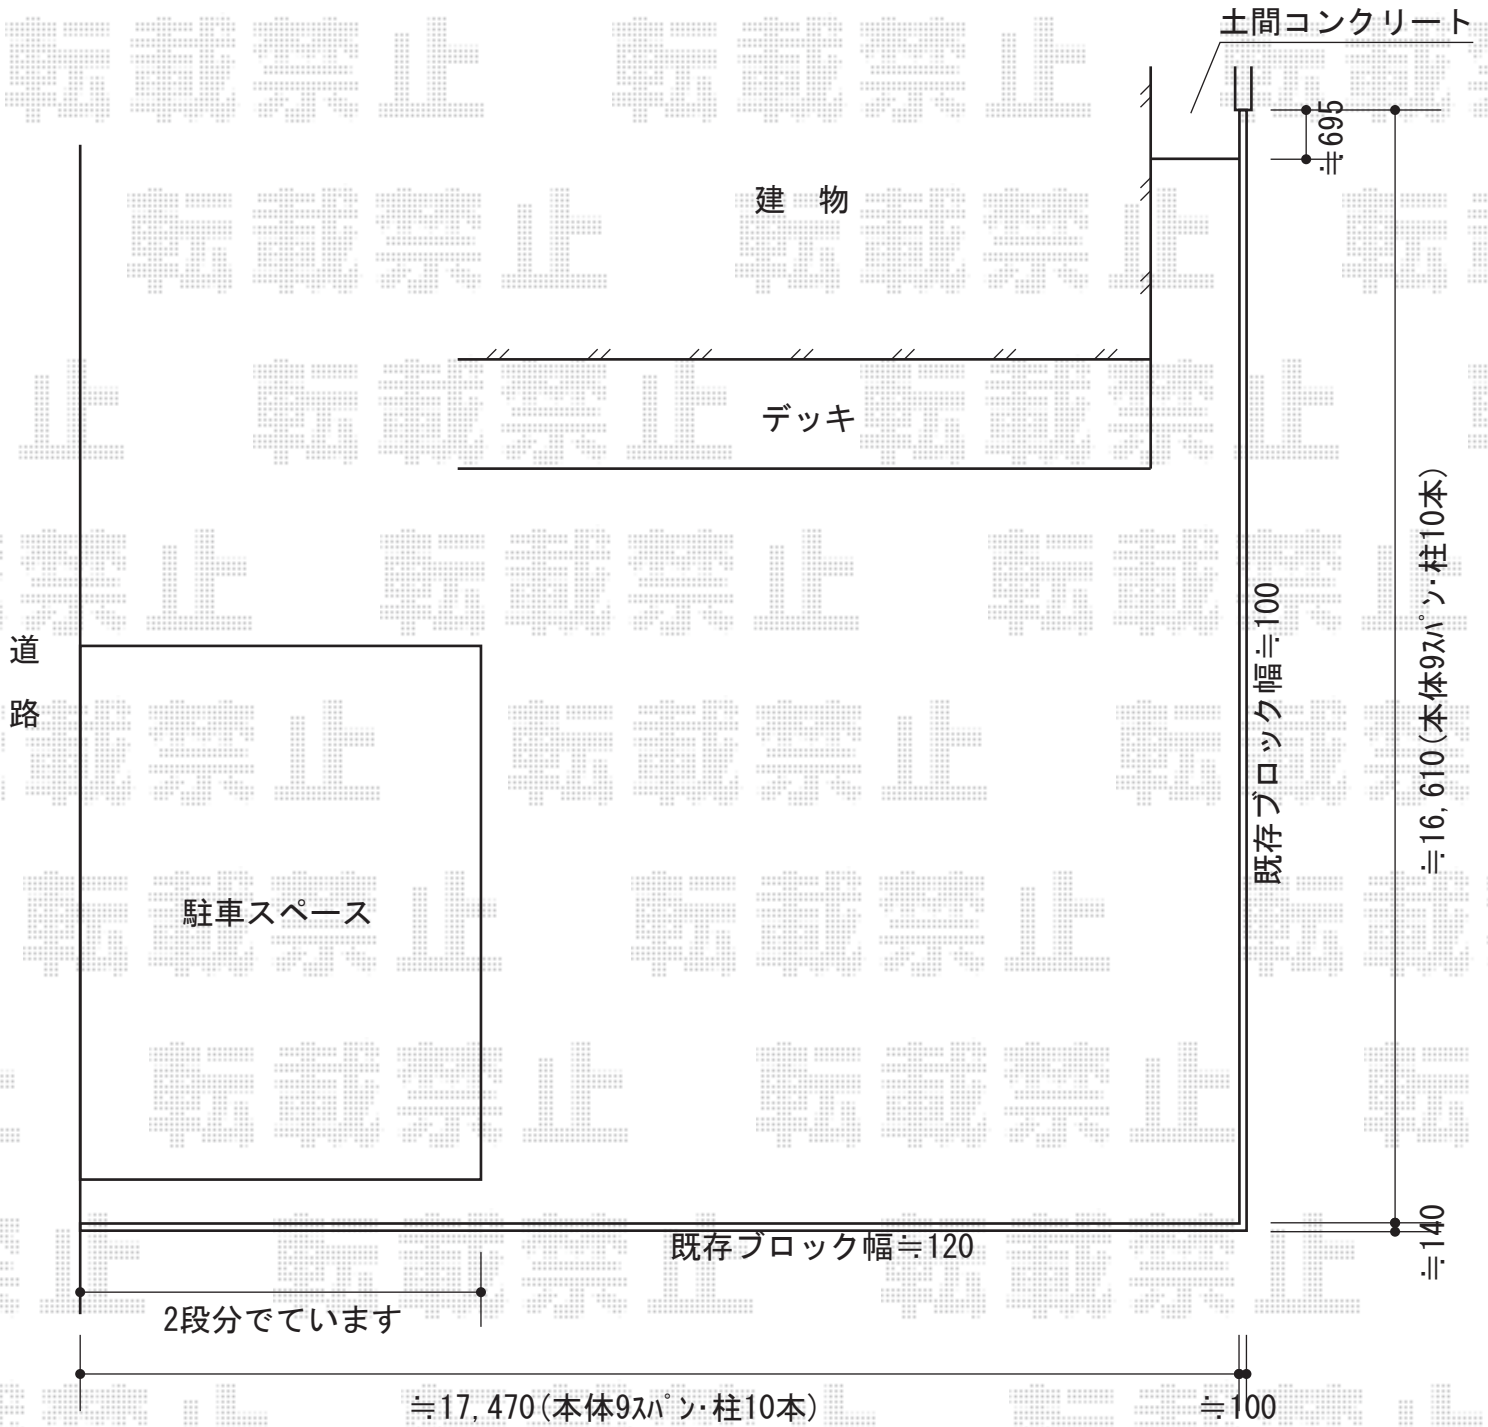 土間コンクリート
≒695
建　物
デッキ
≒16,610(本体9ｽﾊﾟﾝ･柱10本)
既存ブロック幅≒100
道
路
駐車スペース
≒140
既存ブロック幅≒120
2段分でています
≒17,470(本体9ｽﾊﾟﾝ･柱10本)
≒100
転載禁止